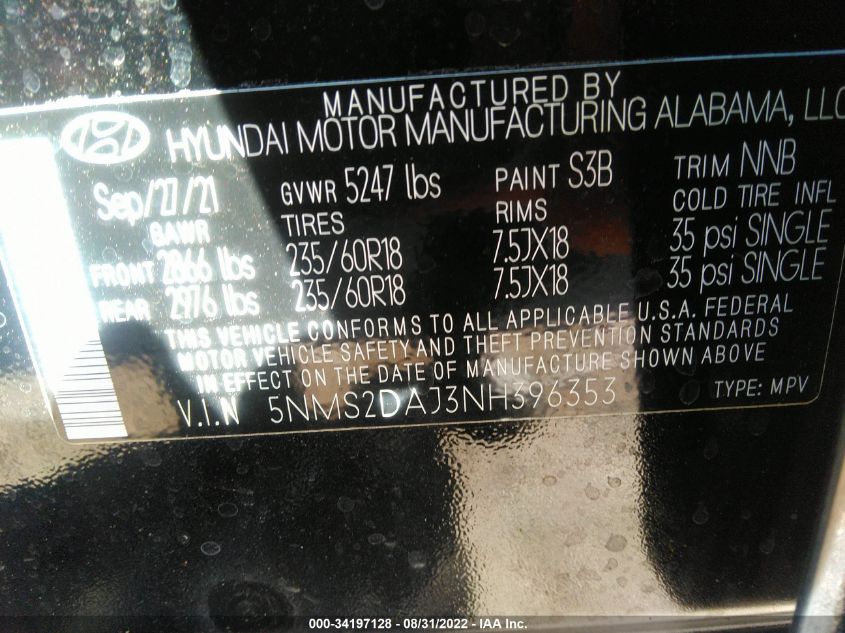 MANUFACTURED BY
HYUNDAI MOTOR MANUFACTURING ALABAMA, LLC
Sep/27/21 GVWR 5247 lbs PAINT S3B TRIM NNB
GAWR TIRES RIMS COLD TIRE INFL
FRONT 2866 lbs 235/60R18 7.5JX18 35 psi SINGLE
REAR 2976 lbs 235/60R18 7.5JX18 35 psi SINGLE
THIS VEHICLE CONFORMS TO ALL APPLICABLE U.S.A. FEDERAL
MOTOR VEHICLE SAFETY AND THEFT PREVENTION STANDARDS
IN EFFECT ON THE DATE OF MANUFACTURE SHOWN ABOVE
V.I.N 5NMS2DAJ3NH396353 TYPE: MPV
000-34197128 - 08/31/2022 - IAA Inc.